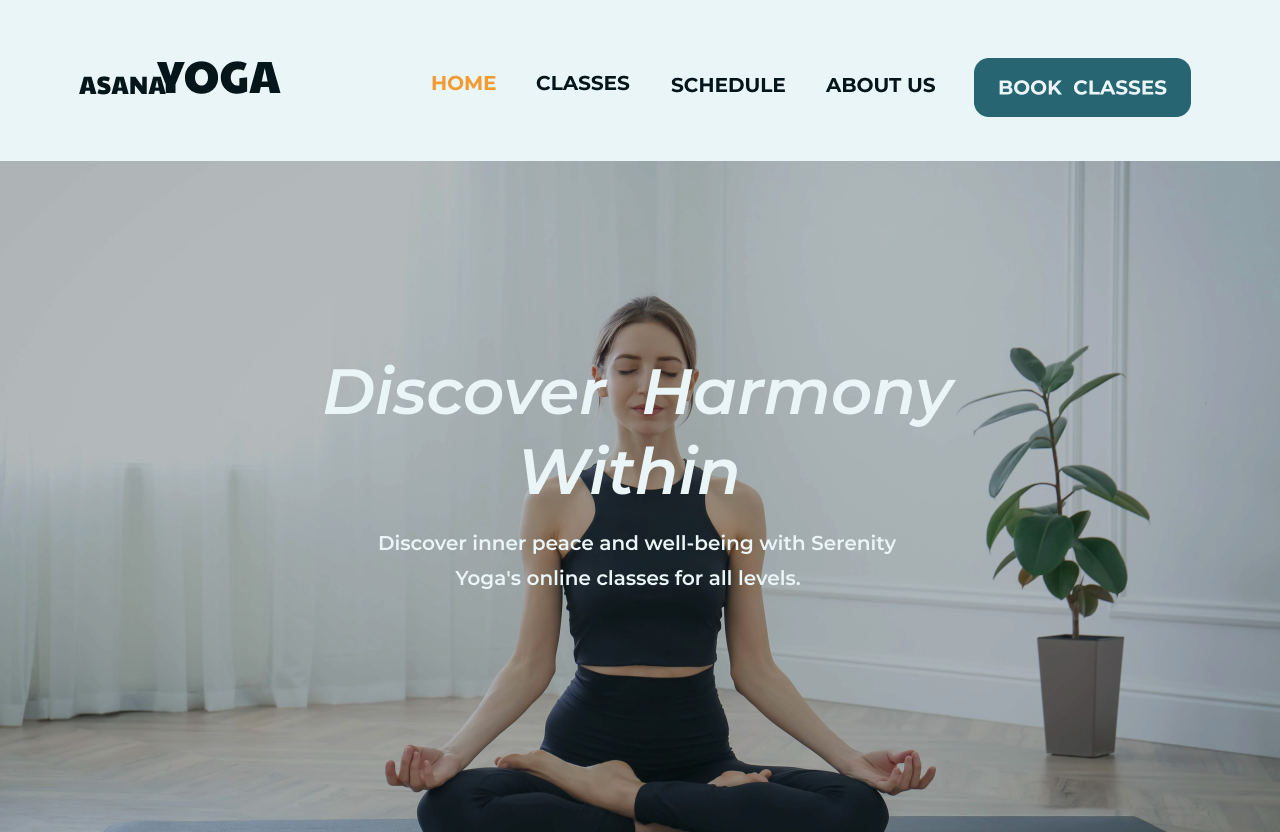 ASANAYOGA
HOME CLASSES SCHEDULE ABOUT US BOOK CLASSES
Discover Harmony
Within
Discover inner peace and well-being with Serenity
Yoga's online classes for all levels.